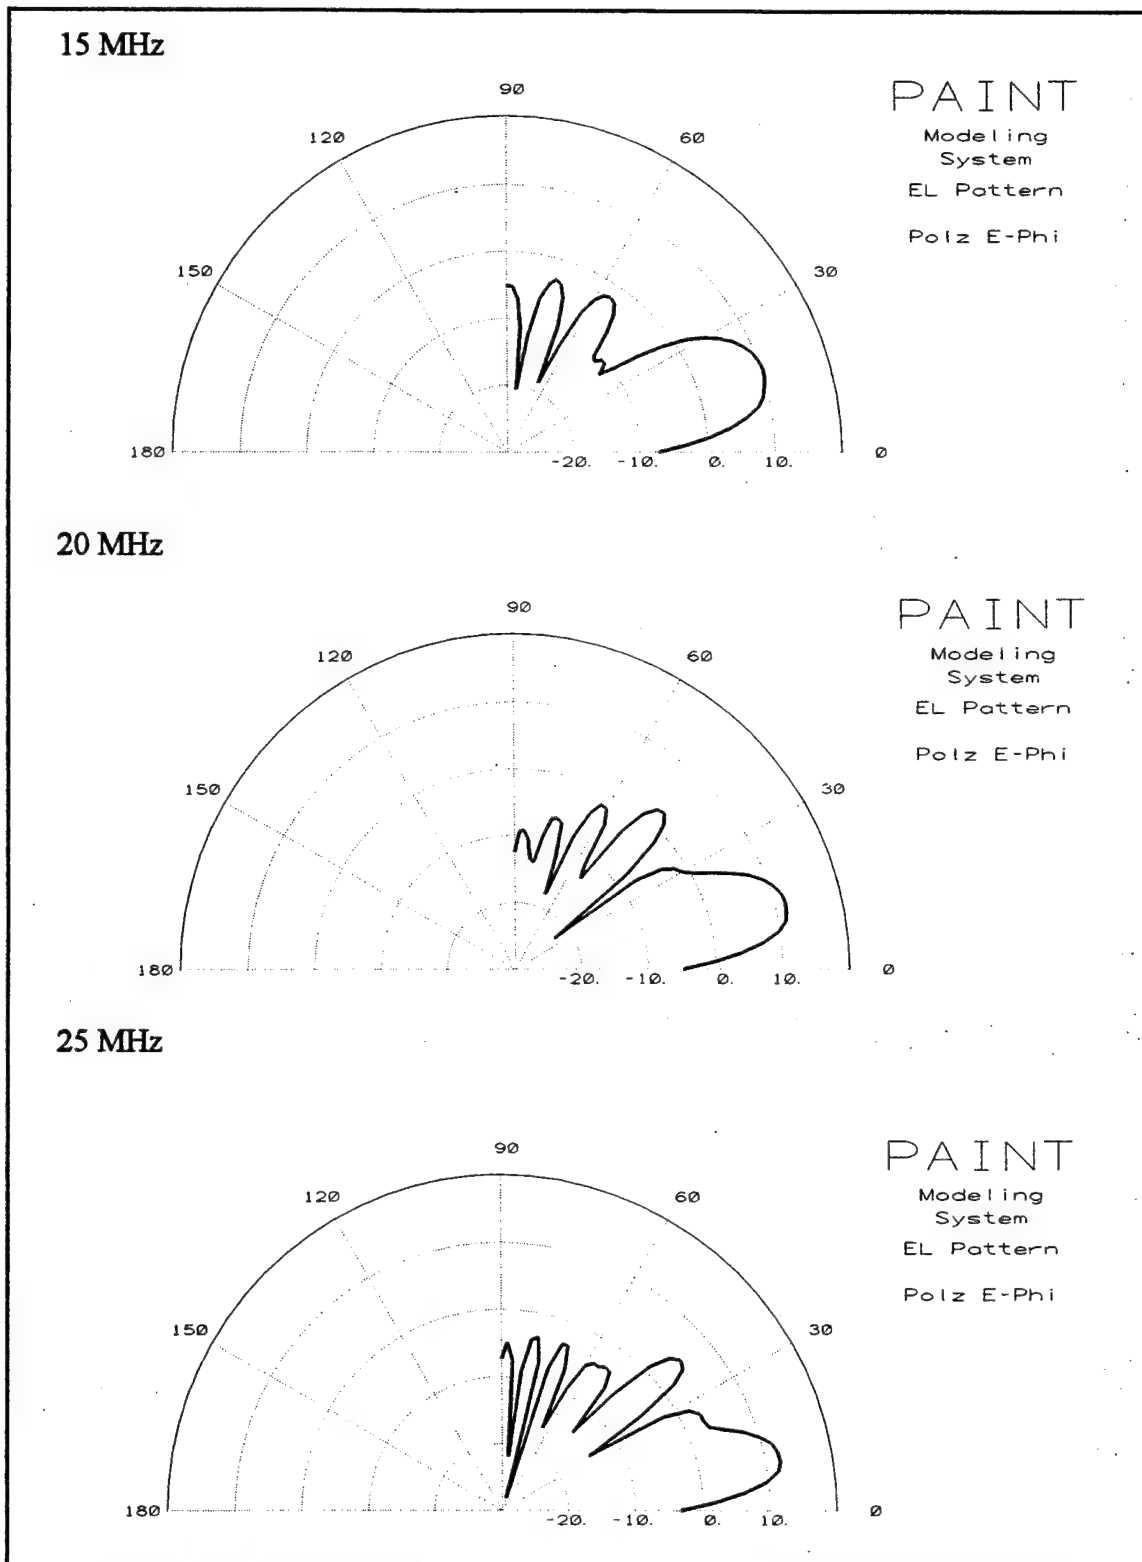 15 MHz
90
120
60
150
30
180
-20. -10. 0. 10.
0
PAINT
Modeling
System
EL Pattern
Polz E-Phi
20 MHz
90
120
60
150
30
180
-20. -10. 0. 10.
0
PAINT
Modeling
System
EL Pattern
Polz E-Phi
25 MHz
90
120
60
150
30
180
-20. -10. 0. 10.
0
PAINT
Modeling
System
EL Pattern
Polz E-Phi